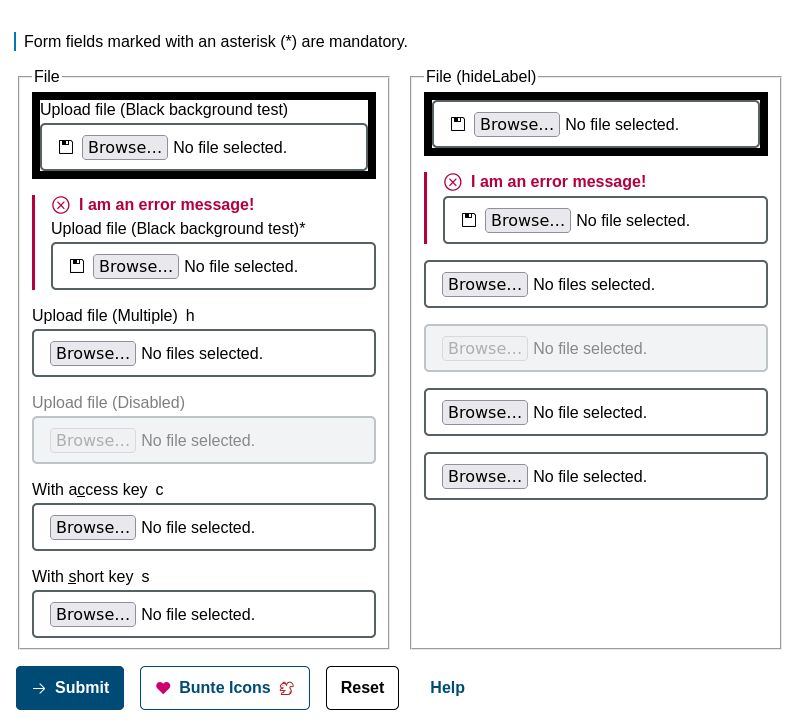 Form fields marked with an asterisk (*) are mandatory.
File
Upload file (Black background test)
Browse... No file selected.
I am an error message!
Upload file (Black background test)*
Browse... No file selected.
Upload file (Multiple) h
Browse... No files selected.
Upload file (Disabled)
Browse... No file selected.
With access key c
Browse... No file selected.
With short key s
Browse... No file selected.
File (hideLabel)
Browse... No file selected.
I am an error message!
Browse... No file selected.
Browse... No files selected.
Browse... No file selected.
Browse... No file selected.
Browse... No file selected.
Submit
Bunte Icons
Reset
Help